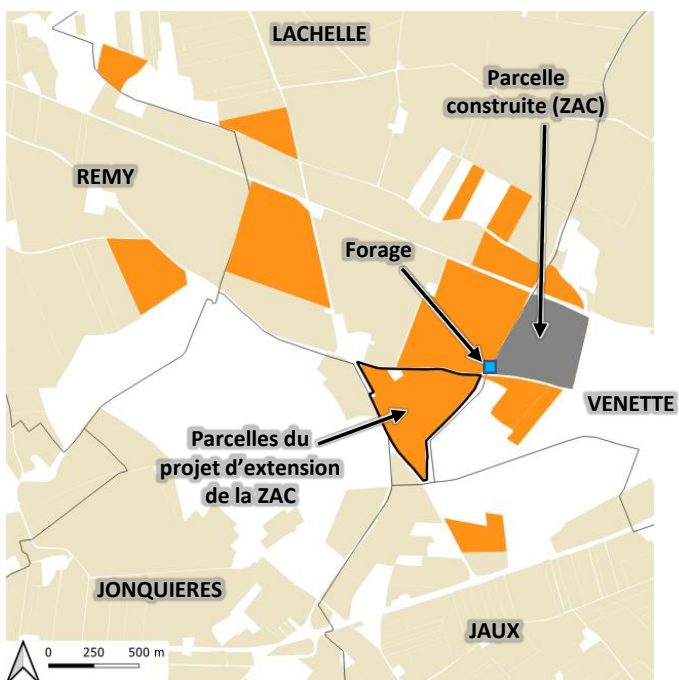 LACHELLE
Parcelle
construite (ZAC)
REMY
Forage
VENETTE
Parcelles du
projet d’extension
de la ZAC
JONQUIERES
JAUX
0 250 500 m